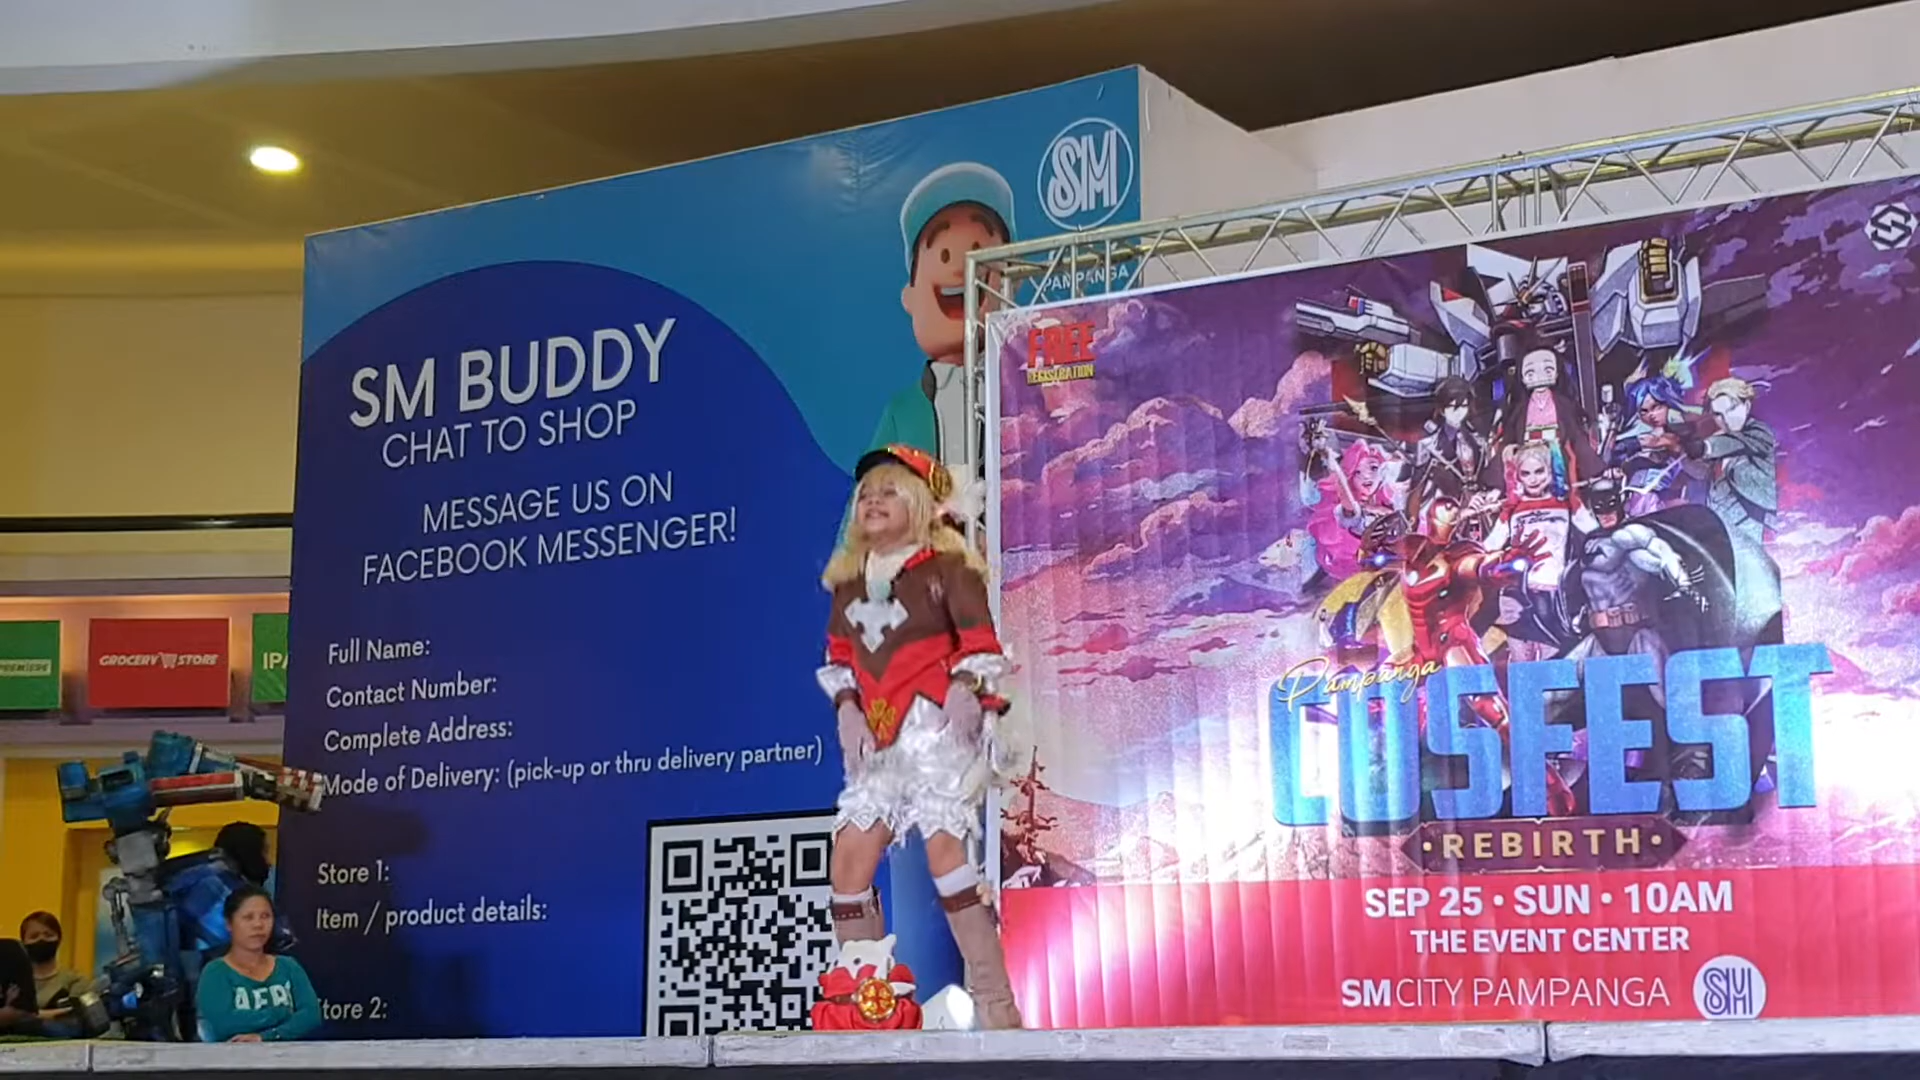 SM
PAMPANGA
SM BUDDY
CHAT TO SHOP
MESSAGE US ON
FACEBOOK MESSENGER!
Full Name:
Contact Number:
Complete Address:
Mode of Delivery: (pick-up or thru delivery partner)
Store 1:
Item / product details:
tore 2:
GROCERY STORE
IPA
AERO
FREE
REGISTRATION
Pampanga
COSFEST
• REBIRTH •
SEP 25 • SUN • 10AM
THE EVENT CENTER
SM CITY PAMPANGA SM